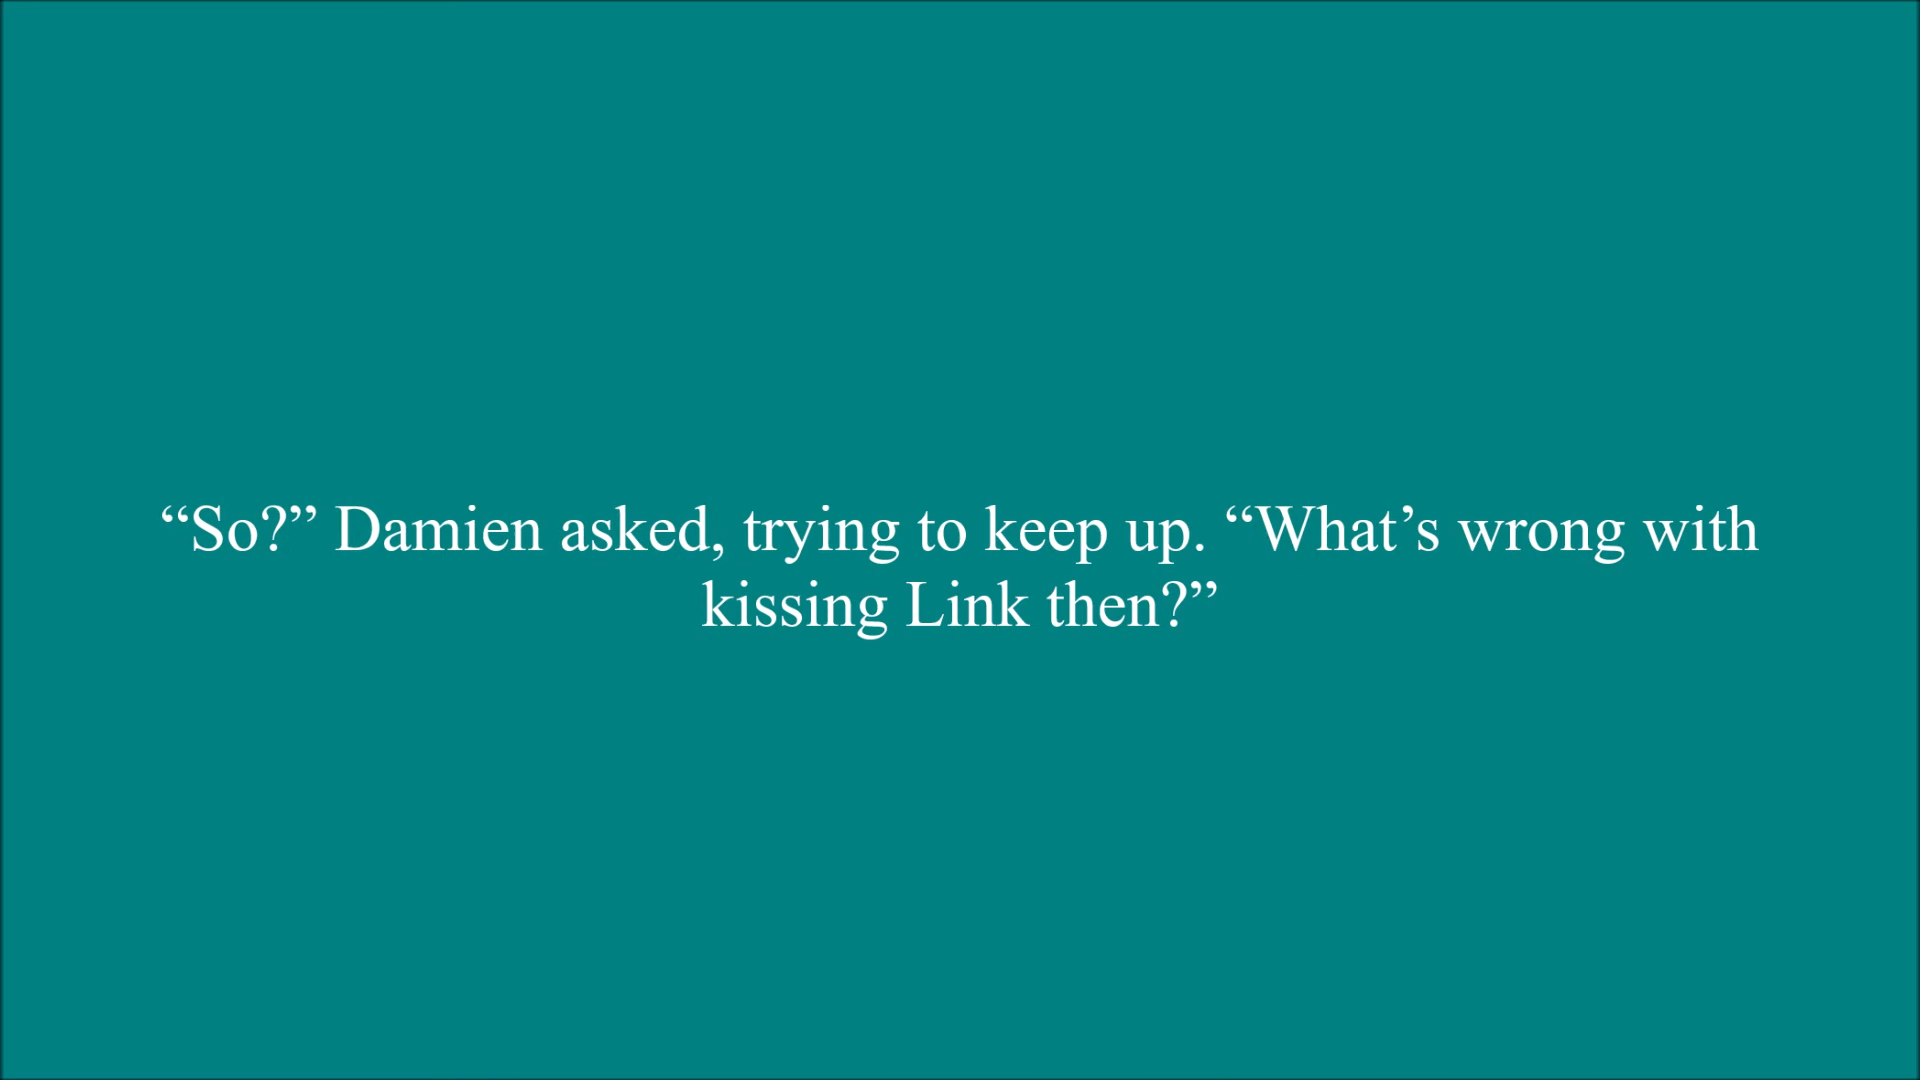 “So?” Damien asked, trying to keep up. “What’s wrong with
kissing Link then?”